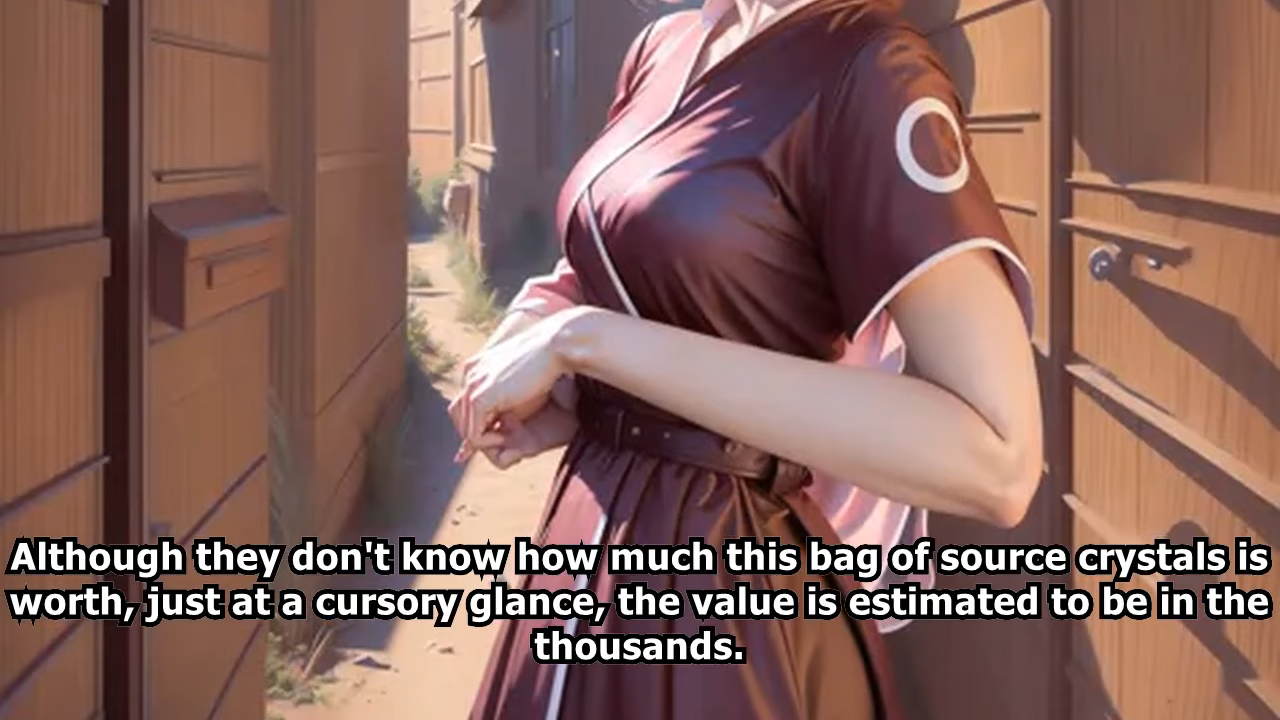 Although they don't know how much this bag of source crystals is
worth, just at a cursory glance, the value is estimated to be in the
thousands.